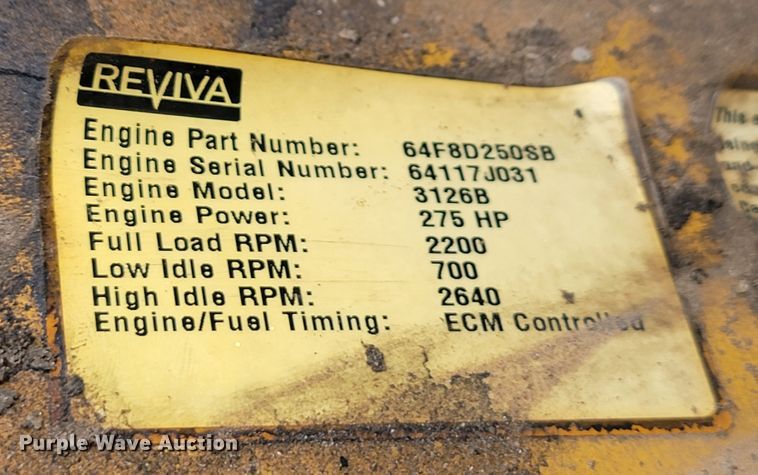 REVIVA
Engine Part Number: 64F8D250SB
Engine Serial Number: 64117J031
Engine Model: 3126B
Engine Power: 275 HP
Full Load RPM: 2200
Low Idle RPM: 700
High Idle RPM: 2640
Engine/Fuel Timing: ECM Controlled
This
Purple Wave Auction